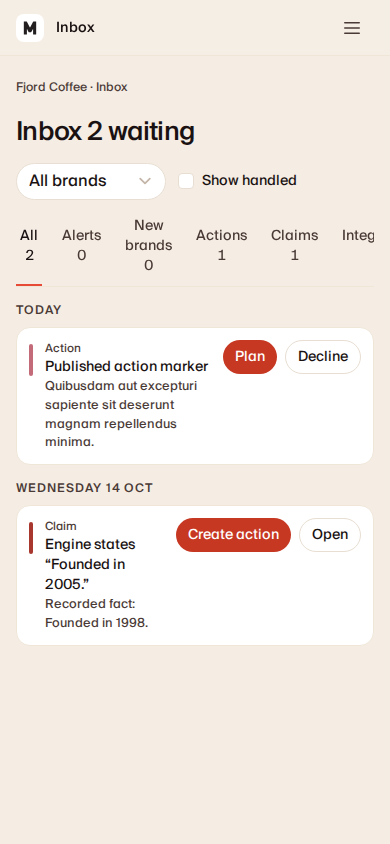 M Inbox
Fjord Coffee · Inbox
Inbox 2 waiting
All brands
Show handled
All
2
Alerts
0
New
brands
0
Actions
1
Claims
1
Integ
TODAY
Action
Published action marker
Quibusdam aut excepturi
sapiente sit deserunt
magnam repellendus
minima.
Plan
Decline
WEDNESDAY 14 OCT
Claim
Engine states
“Founded in
2005.”
Recorded fact:
Founded in 1998.
Create action
Open